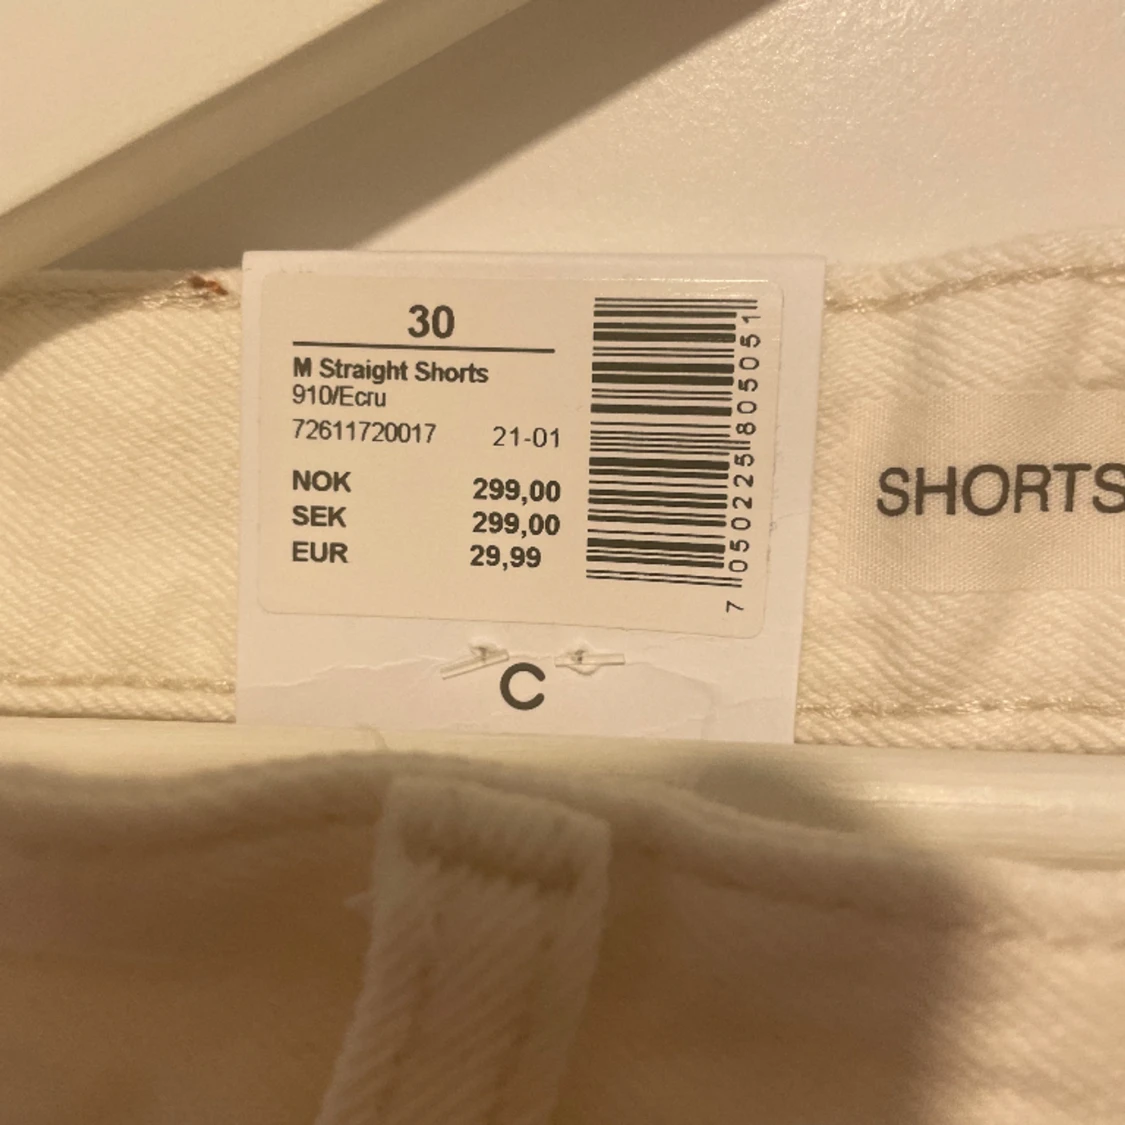 30
M Straight Shorts
910/Ecru
72611720017 21-01
NOK 299,00
SEK 299,00
EUR 29,99
7 050225 805051
C
SHORTS